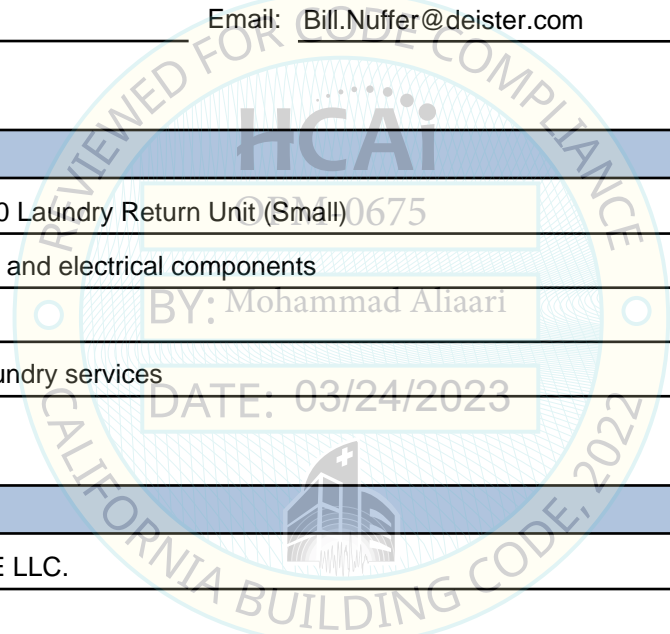 Email: Bill.Nuffer@deister.com
REVIEWED FOR CODE COMPLIANCE
HCAi
0 Laundry Return Unit (Small)
OPM-0675
and electrical components
BY: Mohammad Aliaari
undry services
DATE: 03/24/2023
E LLC.
CALIFORNIA BUILDING CODE, 2022